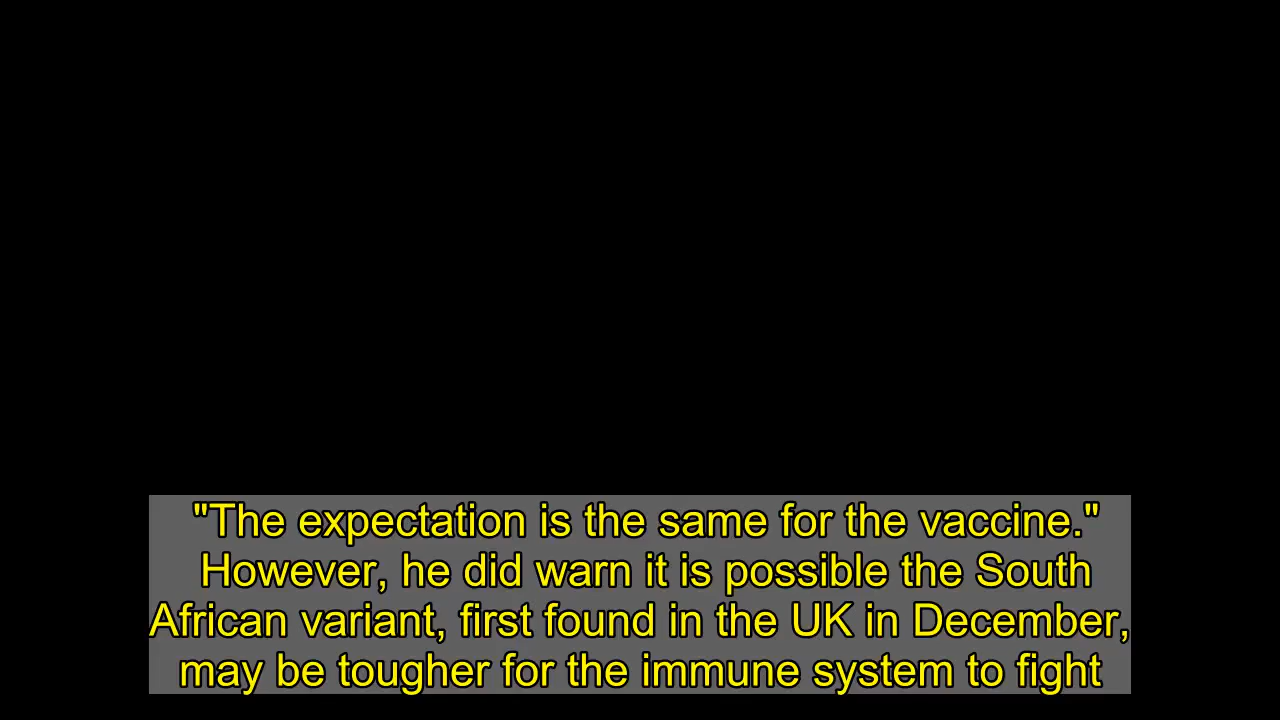 "The expectation is the same for the vaccine."
However, he did warn it is possible the South
African variant, first found in the UK in December,
may be tougher for the immune system to fight